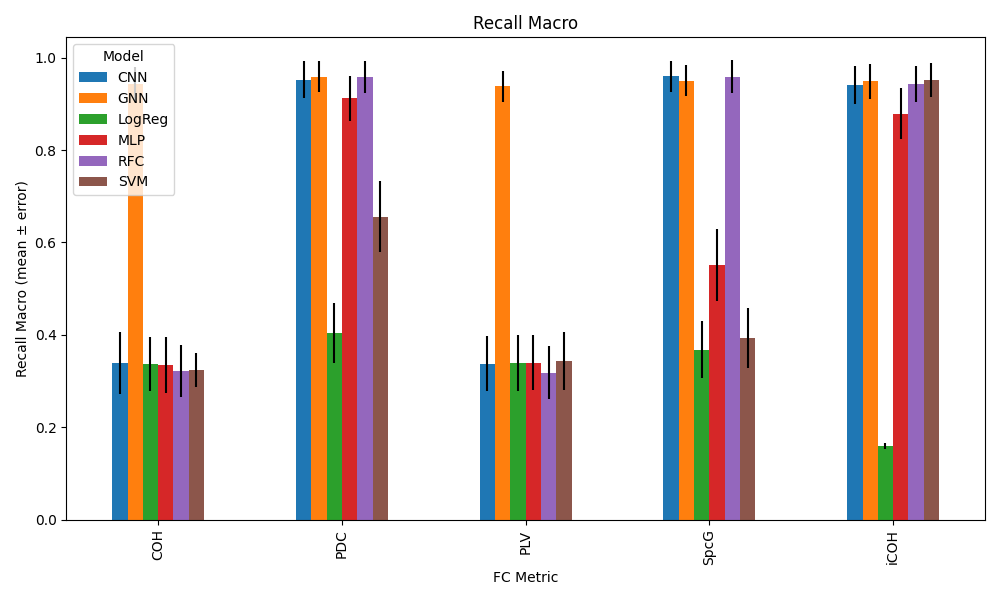 Recall Macro
Recall Macro (mean ± error)
1.0
0.8
0.6
0.4
0.2
0.0
Model
CNN
GNN
LogReg
MLP
RFC
SVM
COH
PDC
PLV
SpcG
iCOH
FC Metric